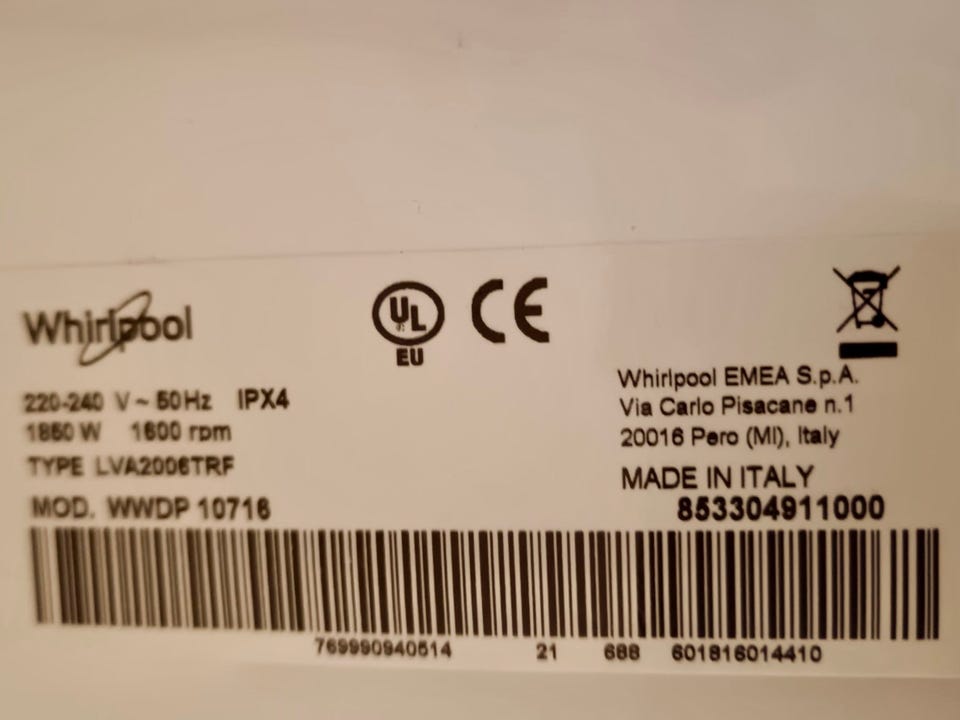 Whirlpool
UL
EU
CE
220-240 V ~ 50Hz IPX4
1850 W 1600 rpm
TYPE LVA2006TRF
MOD. WWDP 10716
Whirlpool EMEA S.p.A.
Via Carlo Pisacane n.1
20016 Pero (MI), Italy
MADE IN ITALY
853304911000
769990940514 21 688 601816014410